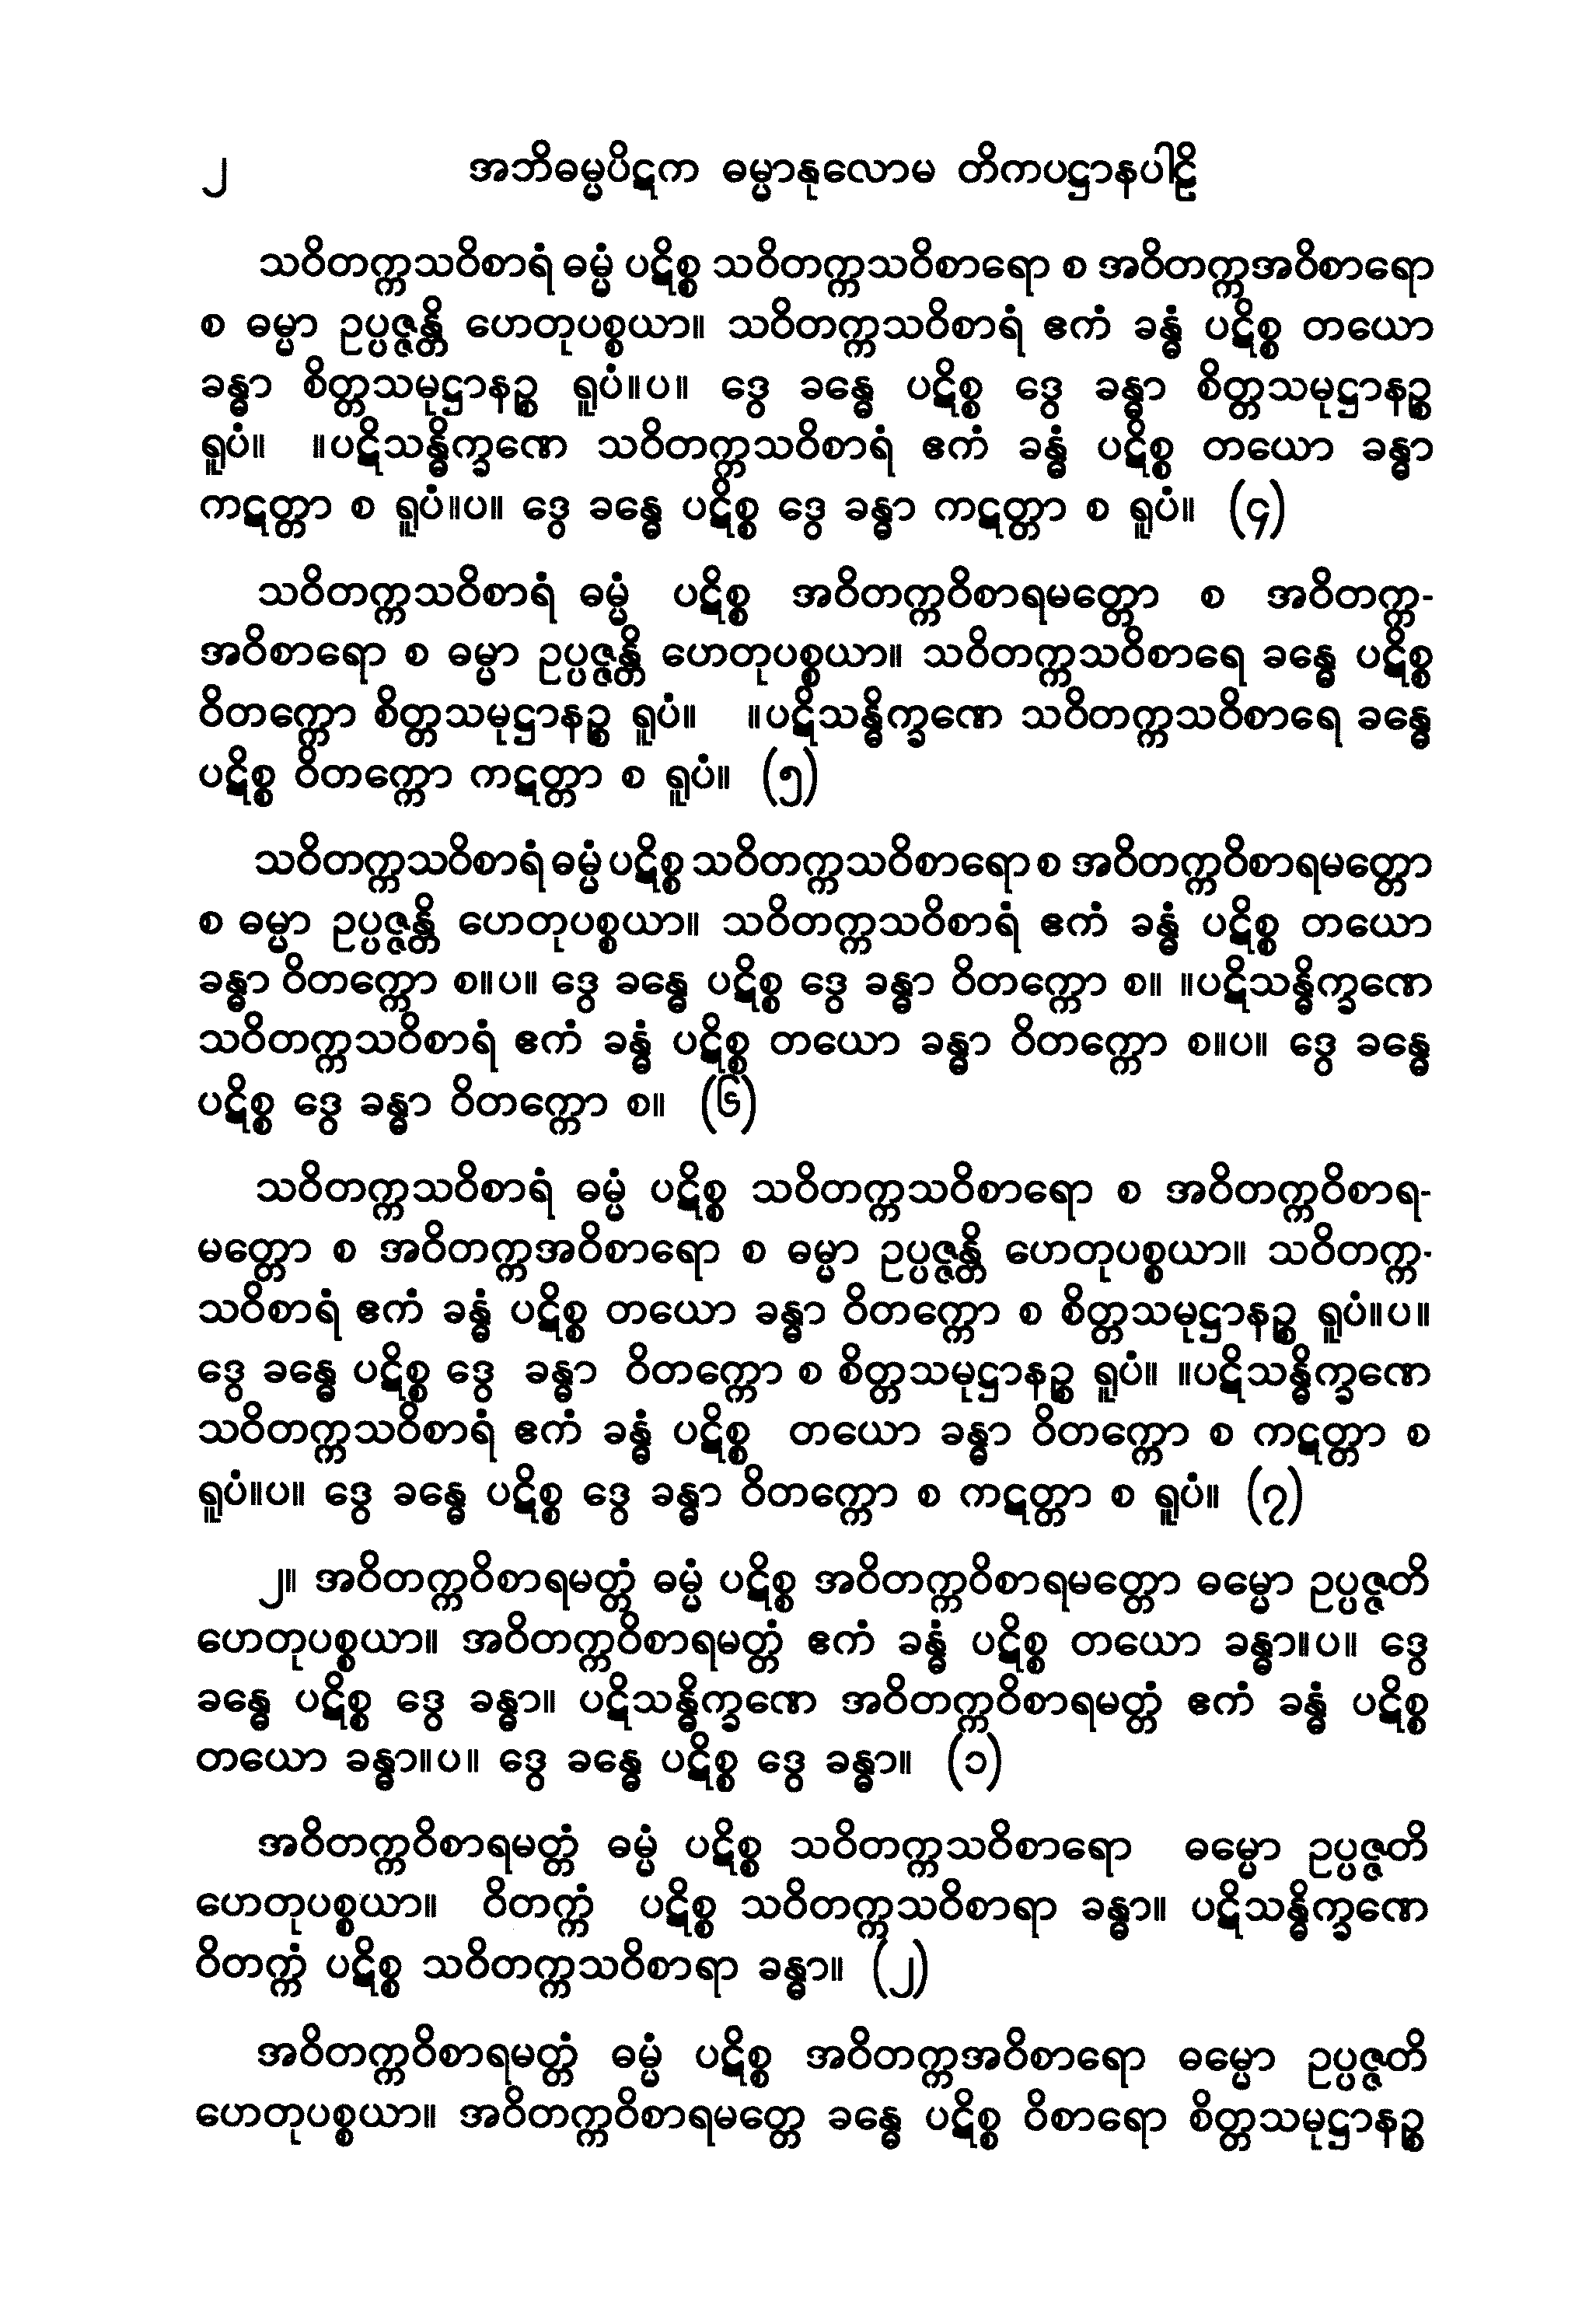 ၂ အဘိဓမ္မပိဋက ဓမ္မာနုလောမ တိကပဋ္ဌာနပါဠိ
သဝိတက္ကသဝိစာရံ ဓမ္မံ ပဋိစ္စ သဝိတက္ကသဝိစာရော စ အဝိတက္ကအဝိစာရော
စ ဓမ္မာ ဥပ္ပဇ္ဇန္တိ ဟေတုပစ္စယာ။ သဝိတက္ကသဝိစာရံ ဧကံ ခန္ဓံ ပဋိစ္စ တယော
ခန္ဓာ စိတ္တသမုဋ္ဌာနဉ္စ ရူပံ။ပ။ ဒွေ ခန္ဓေ ပဋိစ္စ ဒွေ ခန္ဓာ စိတ္တသမုဋ္ဌာနဉ္စ
ရူပံ။ ။ပဋိသန္ဓိက္ခဏေ သဝိတက္ကသဝိစာရံ ဧကံ ခန္ဓံ ပဋိစ္စ တယော ခန္ဓာ
ကဋတ္တာ စ ရူပံ။ပ။ ဒွေ ခန္ဓေ ပဋိစ္စ ဒွေ ခန္ဓာ ကဋတ္တာ စ ရူပံ။ (၄)
သဝိတက္ကသဝိစာရံ ဓမ္မံ ပဋိစ္စ အဝိတက္ကဝိစာရမတ္တော စ အဝိတက္က-
အဝိစာရော စ ဓမ္မာ ဥပ္ပဇ္ဇန္တိ ဟေတုပစ္စယာ။ သဝိတက္ကသဝိစာရေ ခန္ဓေ ပဋိစ္စ
ဝိတက္ကော စိတ္တသမုဋ္ဌာနဉ္စ ရူပံ။ ။ပဋိသန္ဓိက္ခဏေ သဝိတက္ကသဝိစာရေ ခန္ဓေ
ပဋိစ္စ ဝိတက္ကော ကဋတ္တာ စ ရူပံ။ (၅)
သဝိတက္ကသဝိစာရံ ဓမ္မံ ပဋိစ္စ သဝိတက္ကသဝိစာရော စ အဝိတက္ကဝိစာရမတ္တော
စ ဓမ္မာ ဥပ္ပဇ္ဇန္တိ ဟေတုပစ္စယာ။ သဝိတက္ကသဝိစာရံ ဧကံ ခန္ဓံ ပဋိစ္စ တယော
ခန္ဓာ ဝိတက္ကော စ။ပ။ ဒွေ ခန္ဓေ ပဋိစ္စ ဒွေ ခန္ဓာ ဝိတက္ကော စ။ ။ပဋိသန္ဓိက္ခဏေ
သဝိတက္ကသဝိစာရံ ဧကံ ခန္ဓံ ပဋိစ္စ တယော ခန္ဓာ ဝိတက္ကော စ။ပ။ ဒွေ ခန္ဓေ
ပဋိစ္စ ဒွေ ခန္ဓာ ဝိတက္ကော စ။ (၆)
သဝိတက္ကသဝိစာရံ ဓမ္မံ ပဋိစ္စ သဝိတက္ကသဝိစာရော စ အဝိတက္ကဝိစာရ-
မတ္တော စ အဝိတက္ကအဝိစာရော စ ဓမ္မာ ဥပ္ပဇ္ဇန္တိ ဟေတုပစ္စယာ။ သဝိတက္က-
သဝိစာရံ ဧကံ ခန္ဓံ ပဋိစ္စ တယော ခန္ဓာ ဝိတက္ကော စ စိတ္တသမုဋ္ဌာနဉ္စ ရူပံ။ပ။
ဒွေ ခန္ဓေ ပဋိစ္စ ဒွေ ခန္ဓာ ဝိတက္ကော စ စိတ္တသမုဋ္ဌာနဉ္စ ရူပံ။ ။ပဋိသန္ဓိက္ခဏေ
သဝိတက္ကသဝိစာရံ ဧကံ ခန္ဓံ ပဋိစ္စ တယော ခန္ဓာ ဝိတက္ကော စ ကဋတ္တာ စ
ရူပံ။ပ။ ဒွေ ခန္ဓေ ပဋိစ္စ ဒွေ ခန္ဓာ ဝိတက္ကော စ ကဋတ္တာ စ ရူပံ။ (၇)
၂။ အဝိတက္ကဝိစာရမတ္တံ ဓမ္မံ ပဋိစ္စ အဝိတက္ကဝိစာရမတ္တော ဓမ္မော ဥပ္ပဇ္ဇတိ
ဟေတုပစ္စယာ။ အဝိတက္ကဝိစာရမတ္တံ ဧကံ ခန္ဓံ ပဋိစ္စ တယော ခန္ဓာ။ပ။ ဒွေ
ခန္ဓေ ပဋိစ္စ ဒွေ ခန္ဓာ။ ပဋိသန္ဓိက္ခဏေ အဝိတက္ကဝိစာရမတ္တံ ဧကံ ခန္ဓံ ပဋိစ္စ
တယော ခန္ဓာ။ပ။ ဒွေ ခန္ဓေ ပဋိစ္စ ဒွေ ခန္ဓာ။ (၁)
အဝိတက္ကဝိစာရမတ္တံ ဓမ္မံ ပဋိစ္စ သဝိတက္ကသဝိစာရော ဓမ္မော ဥပ္ပဇ္ဇတိ
ဟေတုပစ္စယာ။ ဝိတက္ကံ ပဋိစ္စ သဝိတက္ကသဝိစာရာ ခန္ဓာ။ ပဋိသန္ဓိက္ခဏေ
ဝိတက္ကံ ပဋိစ္စ သဝိတက္ကသဝိစာရာ ခန္ဓာ။ (၂)
အဝိတက္ကဝိစာရမတ္တံ ဓမ္မံ ပဋိစ္စ အဝိတက္ကအဝိစာရော ဓမ္မော ဥပ္ပဇ္ဇတိ
ဟေတုပစ္စယာ။ အဝိတက္ကဝိစာရမတ္တေ ခန္ဓေ ပဋိစ္စ ဝိစာရော စိတ္တသမုဋ္ဌာနဉ္စ